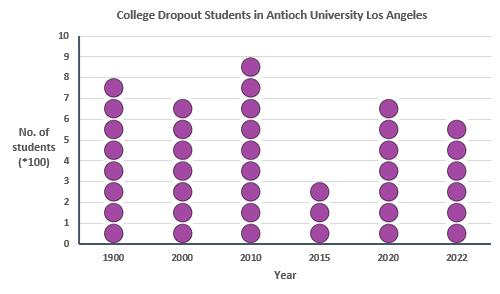 College Dropout Students in Antioch University Los Angeles
10
9
8
7
6
5
4
3
2
1
0
No. of
students
(*100)
1900 2000 2010 2015 2020 2022
Year